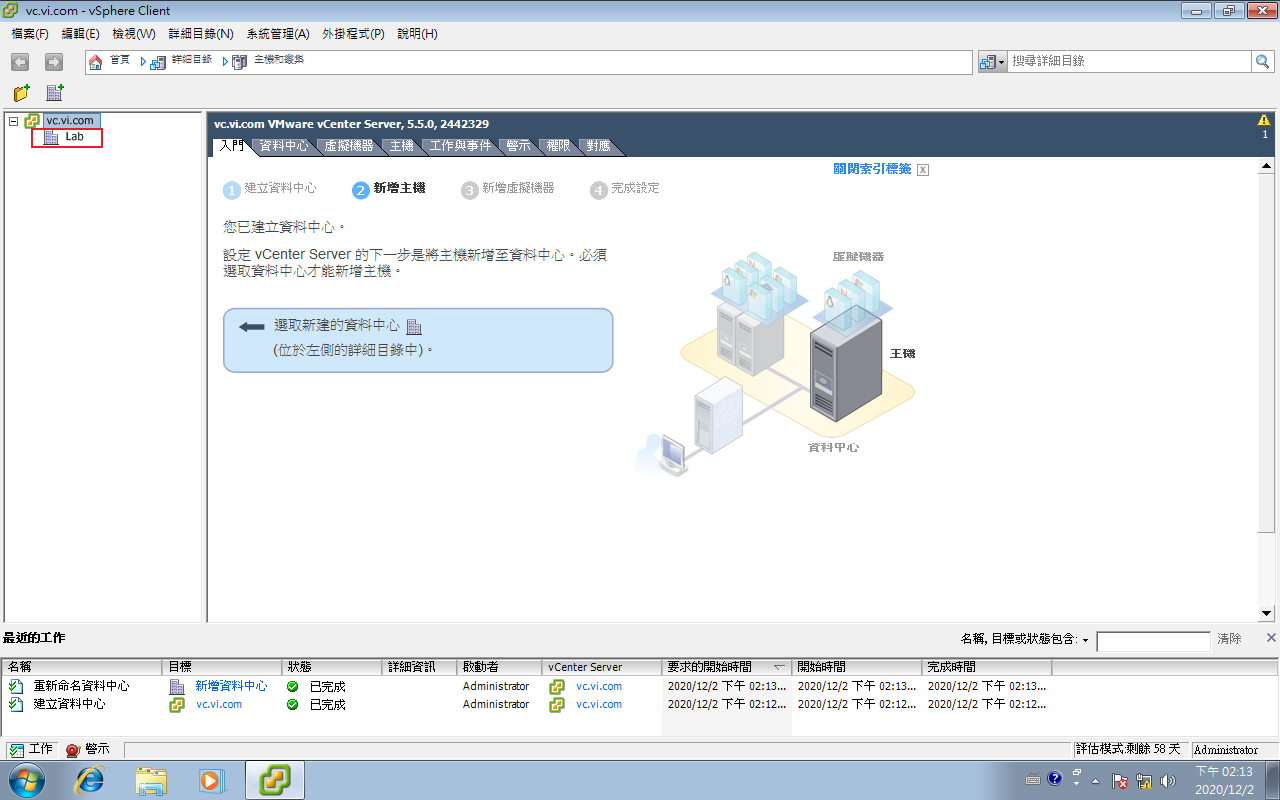 vc.vi.com - vSphere Client
檔案(F) 編輯(E) 檢視(W) 詳細目錄(N) 系統管理(A) 外掛程式(P) 說明(H)
首頁 詳細目錄 主機和叢集 搜尋詳細目錄
vc.vi.com
Lab
vc.vi.com VMware vCenter Server, 5.5.0, 2442329
1
入門 資料中心 虛擬機器 主機 工作與事件 警示 權限 對應
關閉索引標籤 X
1 建立資料中心 2 新增主機 3 新增虛擬機器 4 完成設定
您已建立資料中心。
設定 vCenter Server 的下一步是將主機新增至資料中心。必須
選取資料中心才能新增主機。
選取新建的資料中心
(位於左側的詳細目錄中)。
虛擬機器
主機
資料中心
最近的工作 名稱, 目標或狀態包含: 清除
名稱 目標 狀態 詳細資訊 啟動者 vCenter Server 要求的開始時間 開始時間 完成時間
重新命名資料中心 新增資料中心 已完成 Administrator vc.vi.com 2020/12/2 下午 02:13... 2020/12/2 下午 02:13... 2020/12/2 下午 02:13...
建立資料中心 vc.vi.com 已完成 Administrator vc.vi.com 2020/12/2 下午 02:12... 2020/12/2 下午 02:12... 2020/12/2 下午 02:12...
工作 警示 評估模式:剩餘 58 天 Administrator
下午 02:13
2020/12/2